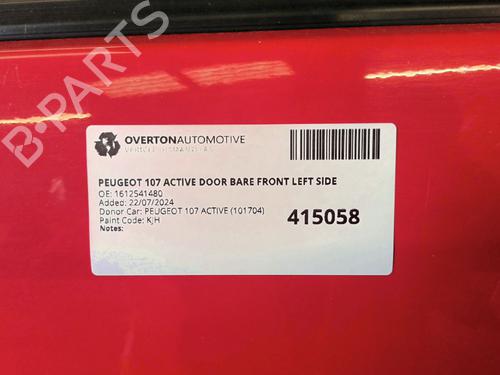 OVERTONAUTOMOTIVE
PEUGEOT 107 ACTIVE DOOR BARE FRONT LEFT SIDE
OE: 1612541480
Added: 22/07/2024
Donor Car: PEUGEOT 107 ACTIVE (101704)
Paint Code: KJH
Notes:
415058
B-Parts